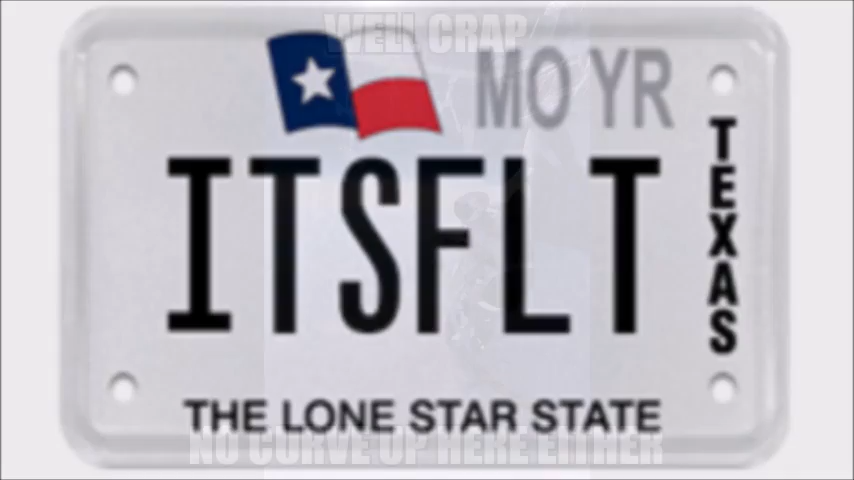 WELL CRAP
MO YR
ITSFLT
TEXAS
THE LONE STAR STATE
NO CURVE UP HERE EITHER